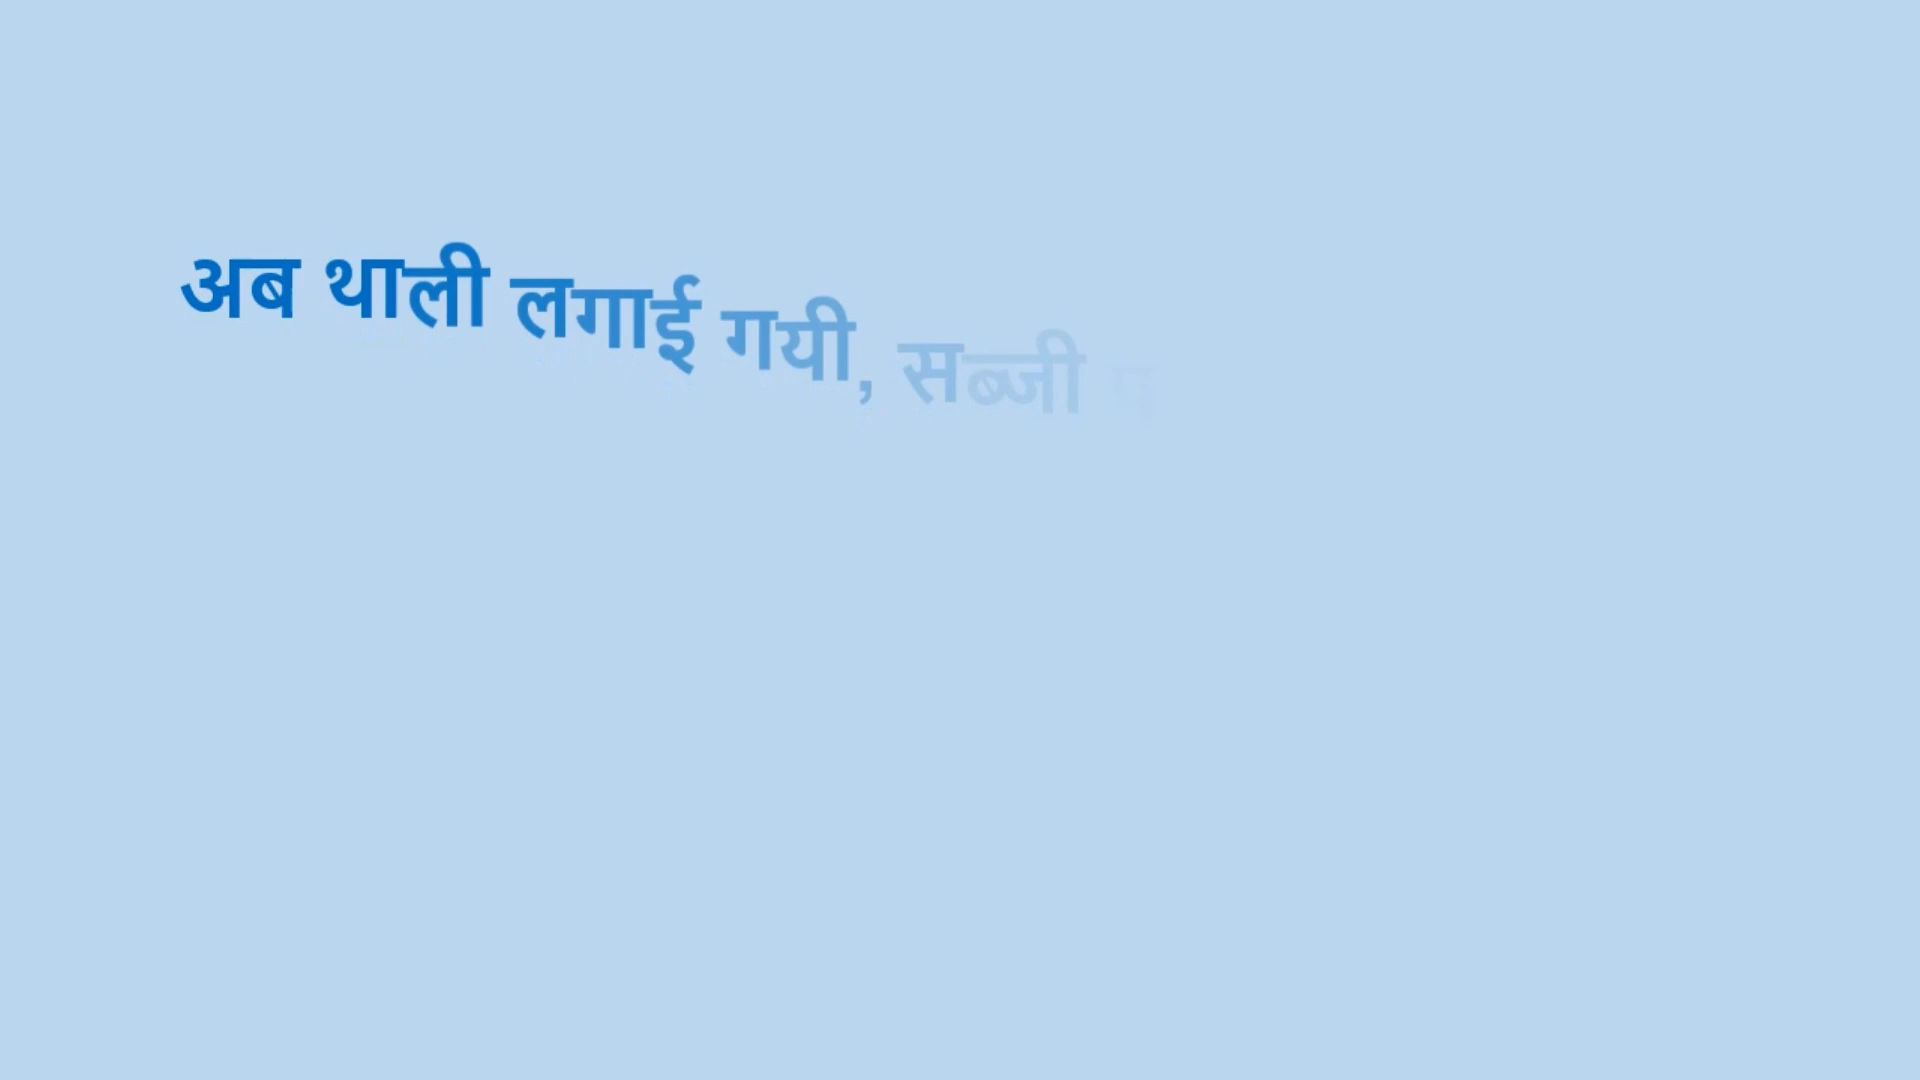 अब थाली लगाई गयी, सब्जी